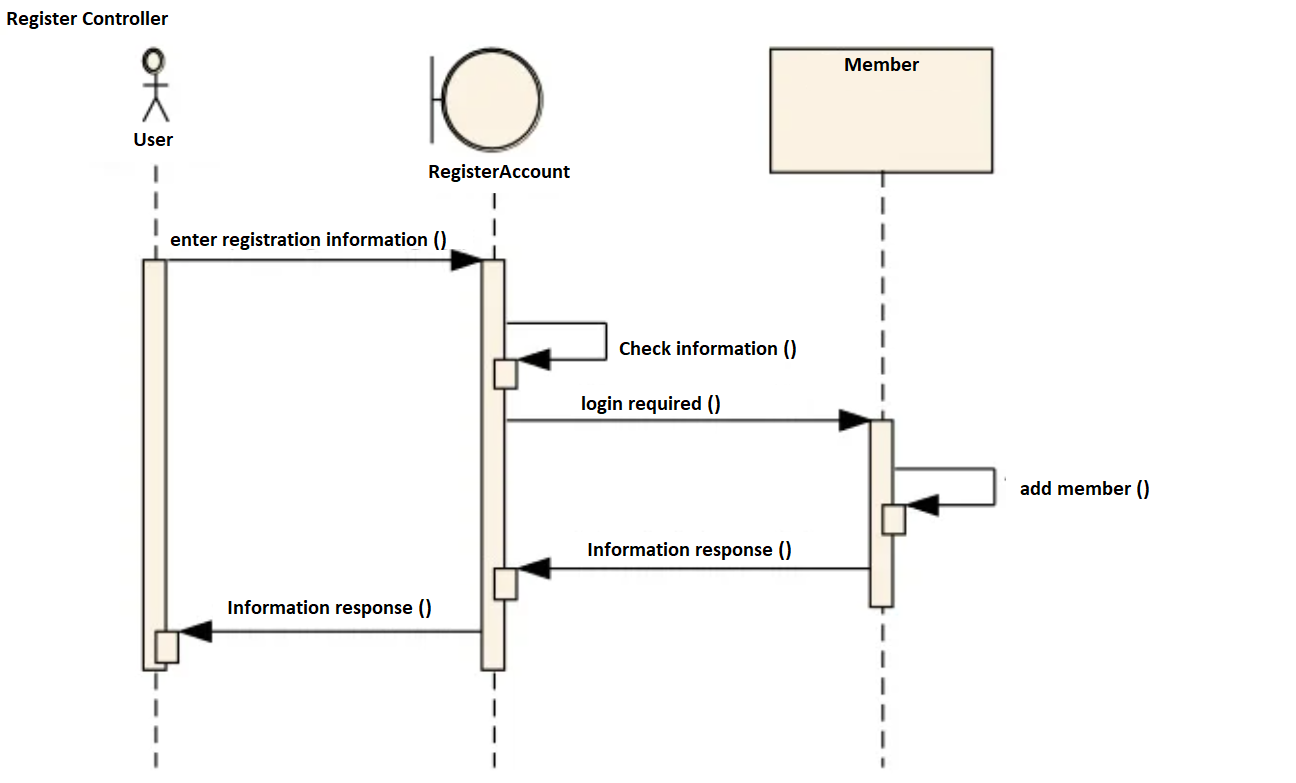 Register Controller
User
RegisterAccount
Member
enter registration information ()
Check information ()
login required ()
add member ()
Information response ()
Information response ()